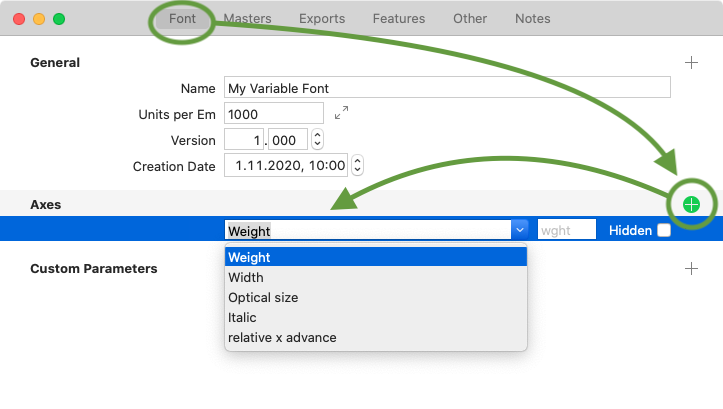 Font Masters Exports Features Other Notes
General
Name My Variable Font
Units per Em 1000
Version 1 . 000
Creation Date 1.11.2020, 10:00
Axes
Weight wght Hidden
Weight
Width
Optical size
Italic
relative x advance
Custom Parameters